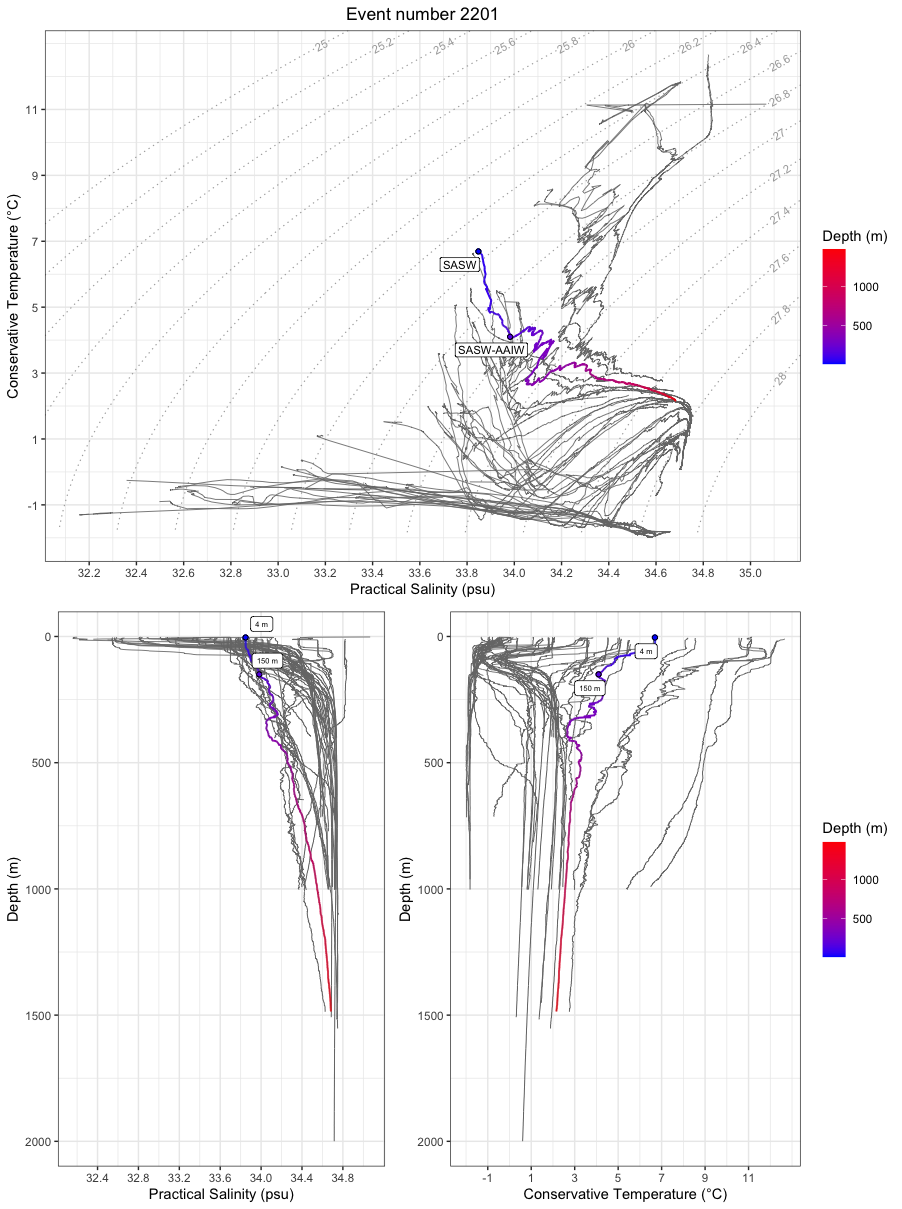 Event number 2201
25
25.2
25.4
25.6
25.8
26
26.2
26.4
26.6
26.8
27
27.2
27.4
27.6
27.8
28
11
9
7
5
3
1
-1
Conservative Temperature (°C)
SASW
SASW-AAIW
32.2 32.4 32.6 32.8 33.0 33.2 33.4 33.6 33.8 34.0 34.2 34.4 34.6 34.8 35.0
Practical Salinity (psu)
Depth (m)
1000
500
0
500
1000
1500
2000
Depth (m)
4 m
150 m
32.4 32.8 33.2 33.6 34.0 34.4 34.8
Practical Salinity (psu)
0
500
1000
1500
2000
Depth (m)
4 m
150 m
-1 1 3 5 7 9 11
Conservative Temperature (°C)
Depth (m)
1000
500